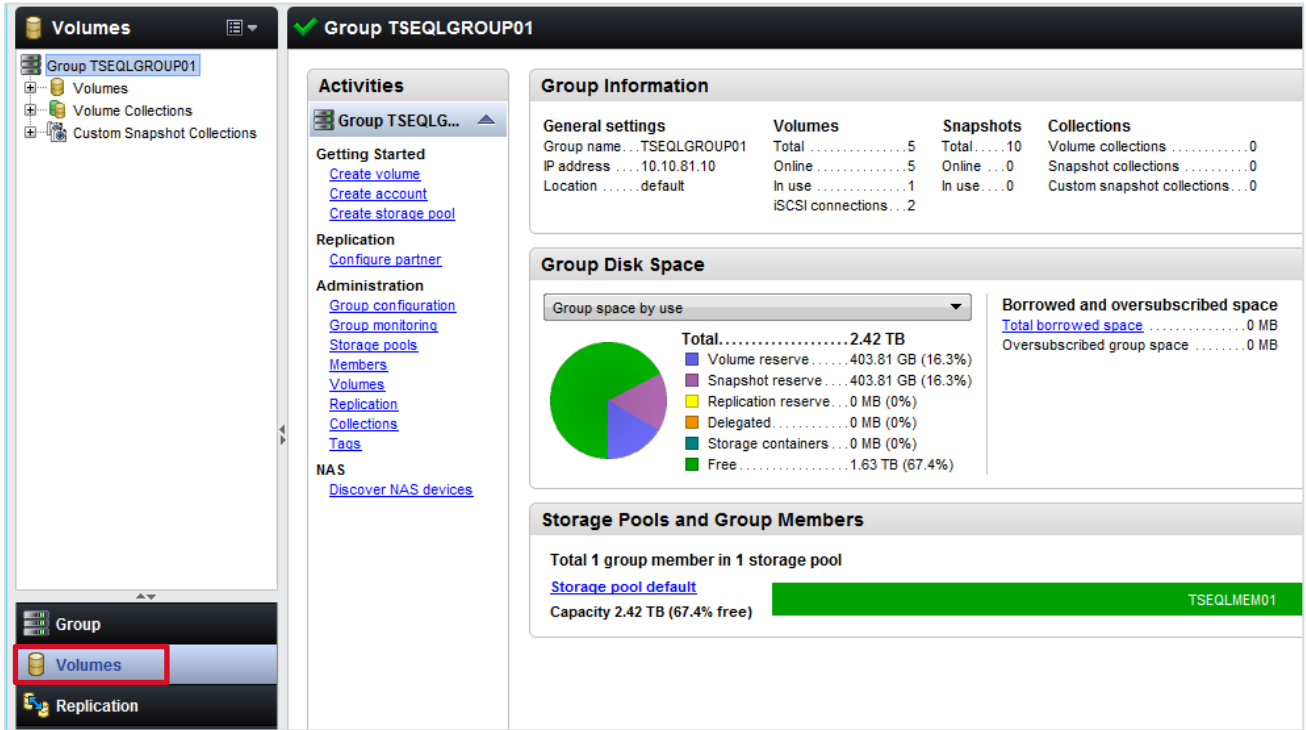 Volumes
Group TSEQLGROUP01
Volumes
Volume Collections
Custom Snapshot Collections
Group
Volumes
Replication
Group TSEQLGROUP01
Activities
Group TSEQLG...
Getting Started
Create volume
Create account
Create storage pool
Replication
Configure partner
Administration
Group configuration
Group monitoring
Storage pools
Members
Volumes
Replication
Collections
Tags
NAS
Discover NAS devices
Group Information
General settings
Group name...TSEQLGROUP01
IP address ....10.10.81.10
Location ......default
Volumes
Total ...............5
Online ..............5
In use ..............1
iSCSI connections...2
Snapshots
Total.....10
Online ...0
In use....0
Collections
Volume collections ............0
Snapshot collections ..........0
Custom snapshot collections...0
Group Disk Space
Group space by use
Total....................2.42 TB
Volume reserve......403.81 GB (16.3%)
Snapshot reserve....403.81 GB (16.3%)
Replication reserve...0 MB (0%)
Delegated............0 MB (0%)
Storage containers...0 MB (0%)
Free.................1.63 TB (67.4%)
Borrowed and oversubscribed space
Total borrowed space ...............0 MB
Oversubscribed group space ........0 MB
Storage Pools and Group Members
Total 1 group member in 1 storage pool
Storage pool default
Capacity 2.42 TB (67.4% free)
TSEQLMEM01